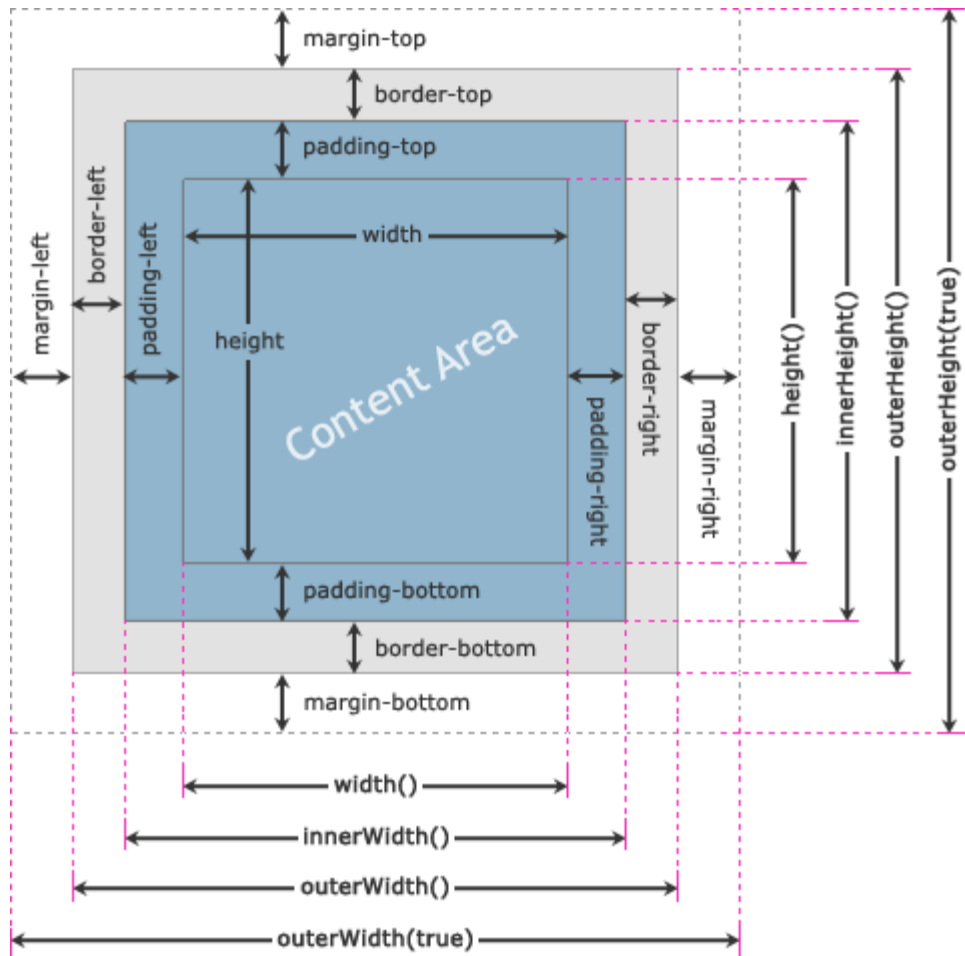 margin-top
border-top
padding-top
width
height
Content Area
margin-left
border-left
padding-left
padding-right
border-right
margin-right
height()
innerHeight()
outerHeight()
outerHeight(true)
padding-bottom
border-bottom
margin-bottom
width()
innerWidth()
outerWidth()
outerWidth(true)